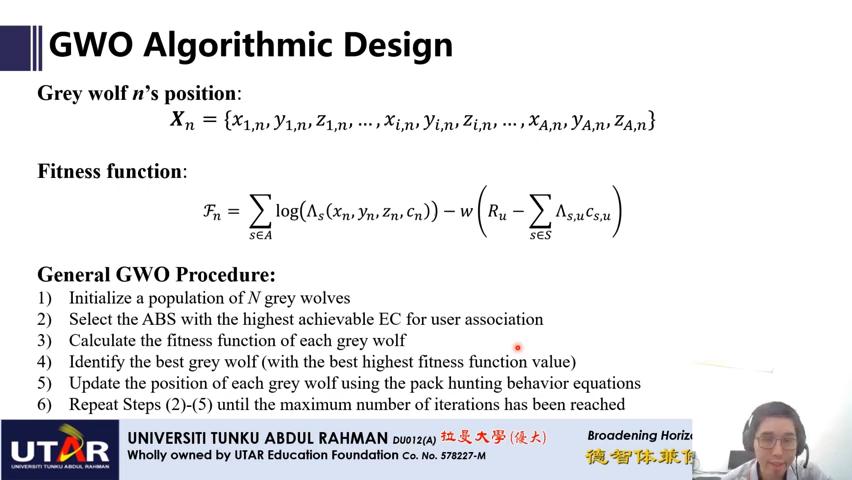 GWO Algorithmic Design
Grey wolf n's position:
X_n = {x_{1,n}, y_{1,n}, z_{1,n}, … , x_{i,n}, y_{i,n}, z_{i,n}, … , x_{A,n}, y_{A,n}, z_{A,n}}
Fitness function:
ℱ_n = ∑_{s∈A} log(Λ_s(x_n, y_n, z_n, c_n)) − w (R_u − ∑_{s∈S} Λ_{s,u} c_{s,u})
General GWO Procedure:
1) Initialize a population of N grey wolves
2) Select the ABS with the highest achievable EC for user association
3) Calculate the fitness function of each grey wolf
4) Identify the best grey wolf (with the best highest fitness function value)
5) Update the position of each grey wolf using the pack hunting behavior equations
6) Repeat Steps (2)-(5) until the maximum number of iterations has been reached
UTAR
UNIVERSITI TUNKU ABDUL RAHMAN
UNIVERSITI TUNKU ABDUL RAHMAN DU012(A) 拉曼大學(優大)
Wholly owned by UTAR Education Foundation Co. No. 578227-M
Broadening Horiz
德智体兼